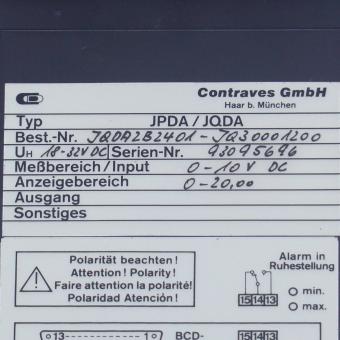 Contraves GmbH
Haar b. München
Typ JPDA / JQDA
Best.-Nr. JQDA2B2401-JQ30001200
UH 18-32V DC Serien-Nr. 93095696
Meßbereich/Input 0-10V DC
Anzeigebereich 0-20,00
Ausgang
Sonstiges
Polarität beachten!
Attention! Polarity!
Faire attention la polarité!
Polaridad Atención!
Alarm in
Ruhestellung
15 14 13
min.
max.
13 1
BCD-
15 14 13